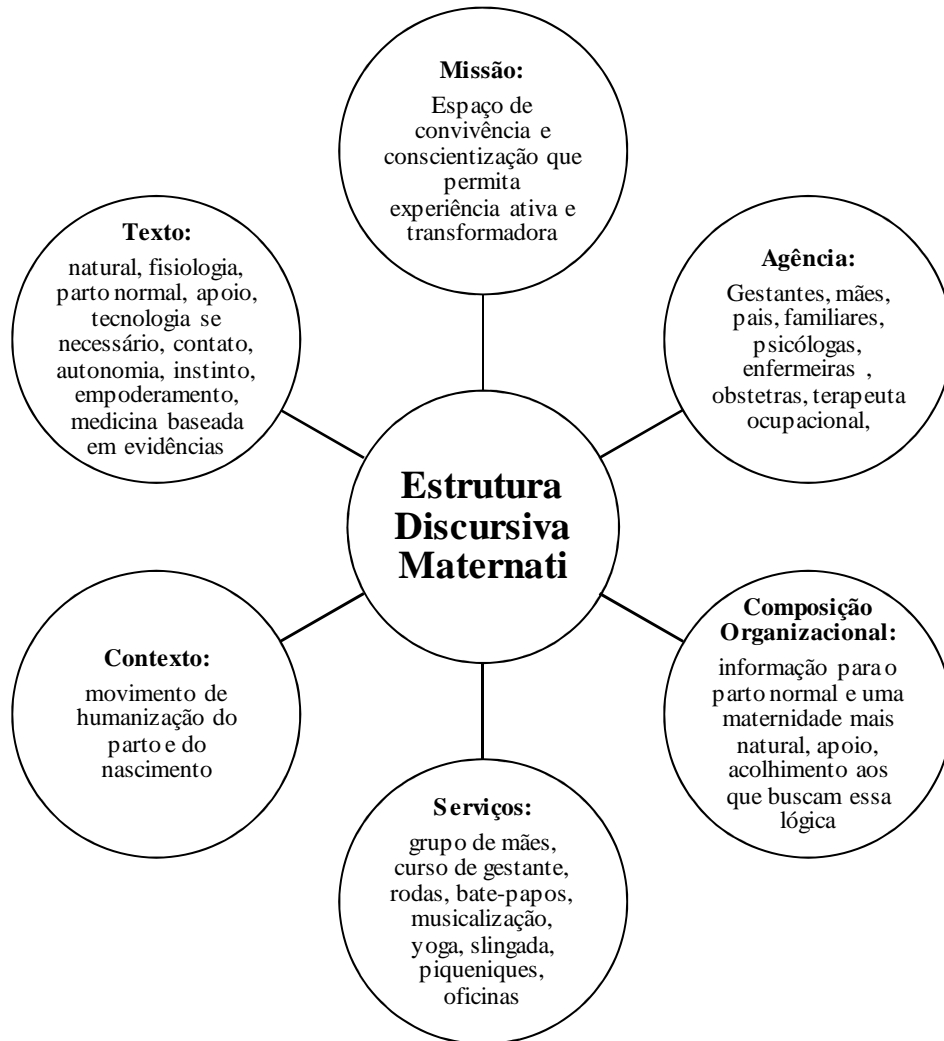 Missão:
Espaço de
convivência e
conscientização que
permita
experiência ativa e
transformadora
Texto:
natural, fisiologia,
parto normal, apoio,
tecnologia se
necessário, contato,
autonomia, instinto,
empoderamento,
medicina baseada
em evidências
Agência:
Gestantes, mães,
pais, familiares,
psicólogas,
enfermeiras ,
obstetras, terapeuta
ocupacional,
Estrutura
Discursiva
Maternati
Contexto:
movimento de
humanização do
parto e do
nascimento
Composição
Organizacional:
informação para o
parto normal e uma
maternidade mais
natural, apoio,
acolhimento aos
que buscam essa
lógica
Serviços:
grupo de mães,
curso de gestante,
rodas, bate-papos,
musicalização,
yoga, slingada,
piqueniques,
oficinas